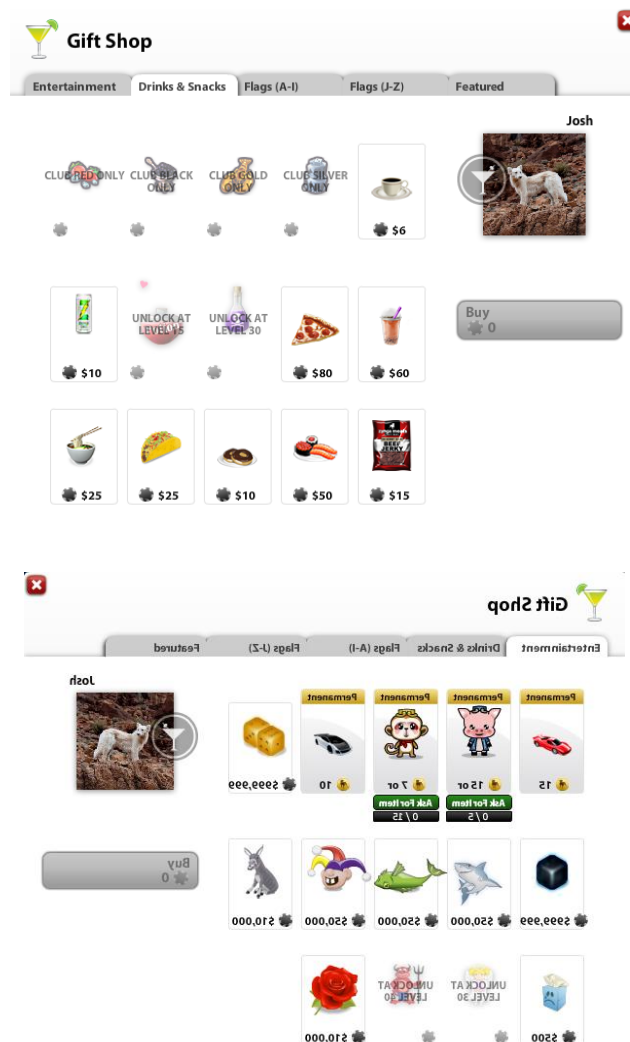 Gift Shop
Entertainment
Drinks & Snacks
Flags (A-I)
Flags (J-Z)
Featured
Josh
CLUB RED ONLY
CLUB BLACK
ONLY
CLUB GOLD
ONLY
CLUB SILVER
ONLY
$6
Buy
0
$10
UNLOCK AT
LEVEL 15
UNLOCK AT
LEVEL 30
$80
$60
BEEF
JERKY
$25
$25
$10
$50
$15
Gift Shop
Entertainment
Drinks & Snacks
Flags (A-I)
Flags (J-Z)
Featured
Josh
Permanent
Permanent
Permanent
Permanent
15
15 or
7 or
10
$999,999
Ask For Item
0 / 5
Ask For Item
0 / 15
Buy
0
$999,999
$50,000
$50,000
$50,000
$10,000
UNLOCK AT
LEVEL 30
UNLOCK AT
LEVEL 30
$500
$10,000